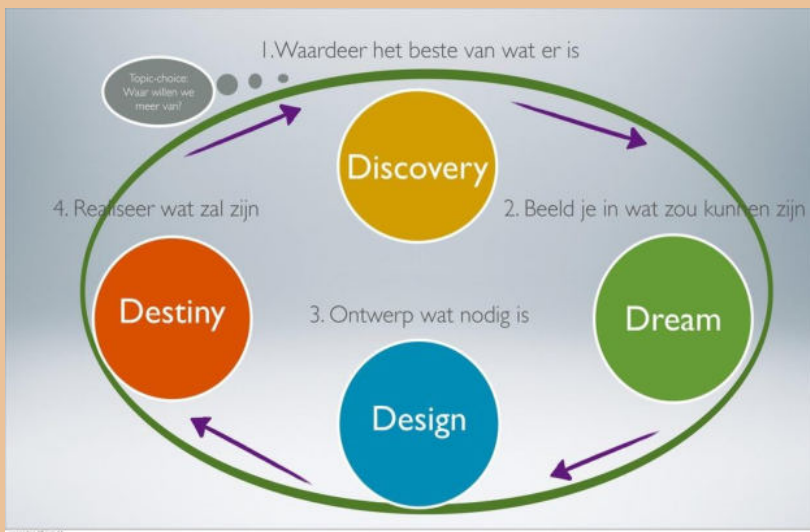 1.Waardeer het beste van wat er is
Topic-choice:
Waar willen we
meer van?
Discovery
4. Realiseer wat zal zijn
2. Beeld je in wat zou kunnen zijn
Destiny
3. Ontwerp wat nodig is
Dream
Design